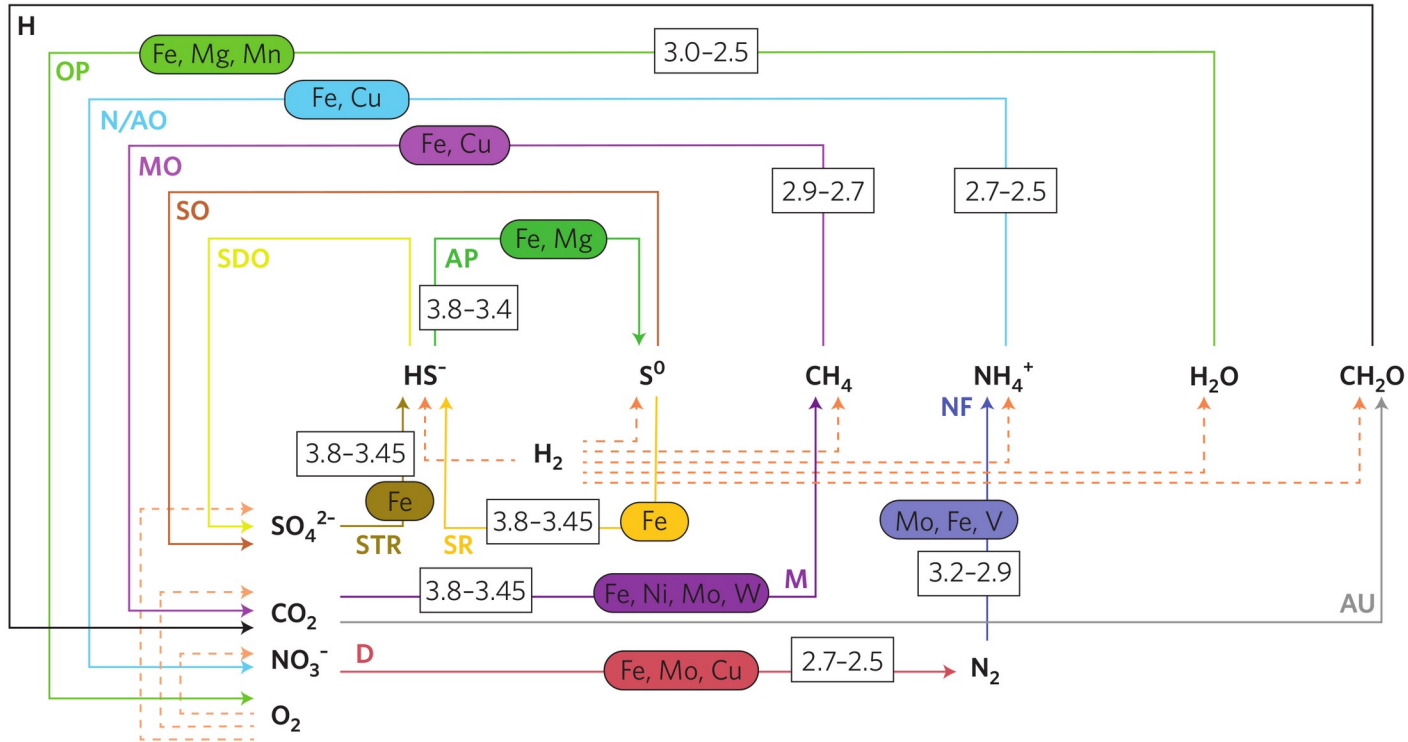 H
Fe, Mg, Mn
3.0–2.5
OP
Fe, Cu
N/AO
Fe, Cu
MO
2.9–2.7
2.7–2.5
SO
Fe, Mg
SDO
AP
3.8–3.4
HS⁻
S⁰
CH₄
NH₄⁺
H₂O
CH₂O
NF
3.8–3.45
H₂
Fe
SO₄²⁻
3.8–3.45
Fe
Mo, Fe, V
STR
SR
3.2–2.9
M
3.8–3.45
Fe, Ni, Mo, W
AU
CO₂
NO₃⁻
D
Fe, Mo, Cu
2.7–2.5
N₂
O₂